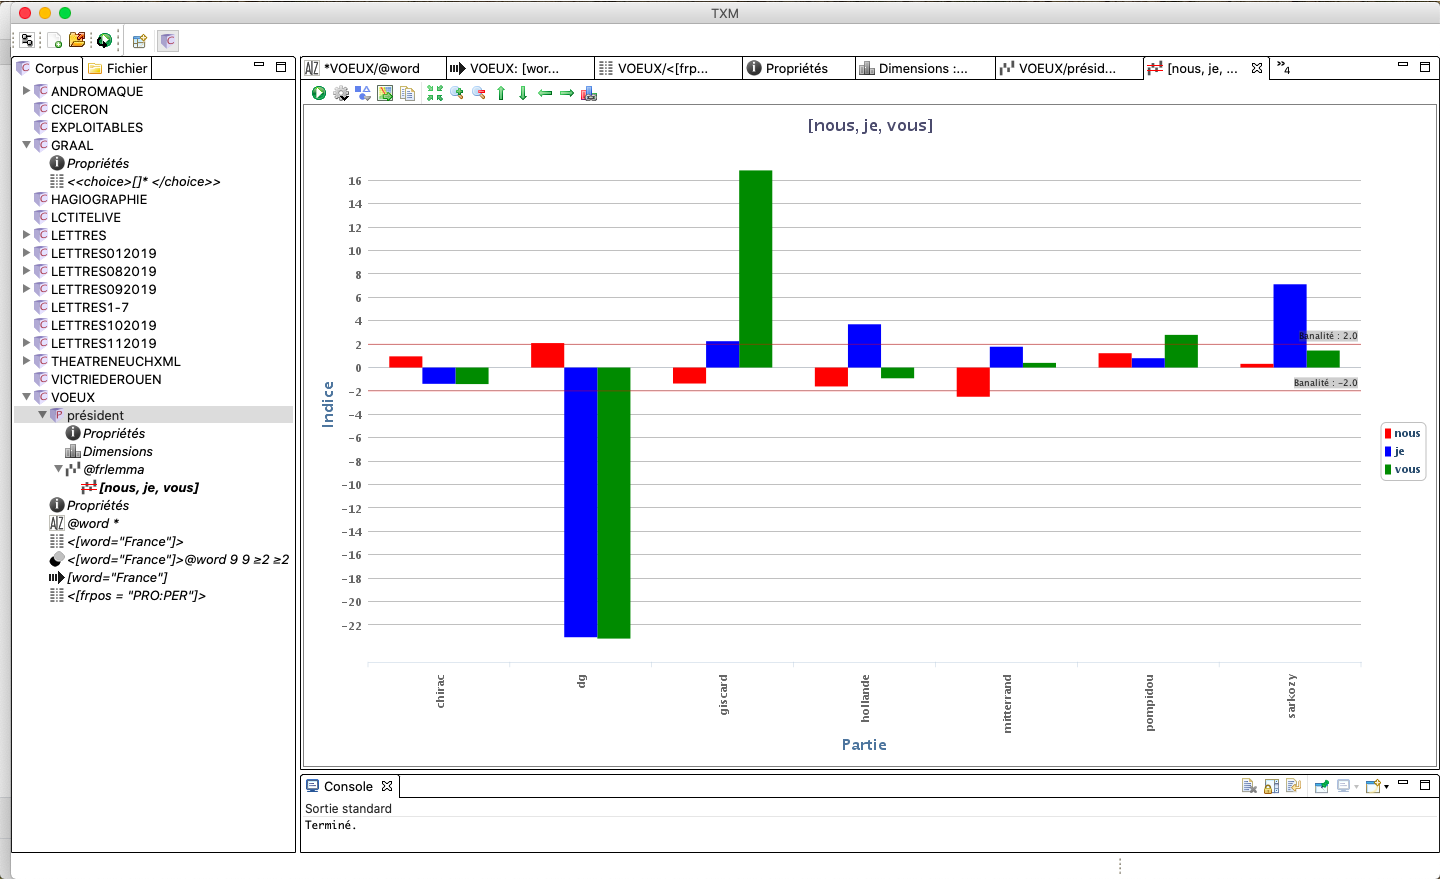 TXM
Corpus
Fichier
ANDROMAQUE
CICERON
EXPLOITABLES
GRAAL
Propriétés
<<choice>[]* </choice>>
HAGIOGRAPHIE
LCTITELIVE
LETTRES
LETTRES012019
LETTRES082019
LETTRES092019
LETTRES1-7
LETTRES102019
LETTRES112019
THEATRENEUCHXML
VICTRIEDEROUEN
VOEUX
président
Propriétés
Dimensions
@frlemma
[nous, je, vous]
Propriétés
@word *
<[word="France"]>
<[word="France"]>@word 9 9 ≥2 ≥2
[word="France"]
<[frpos = "PRO:PER"]>
*VOEUX/@word
VOEUX: [wor...
VOEUX/<[frp...
Propriétés
Dimensions :...
VOEUX/présid...
[nous, je, ...
»4
[nous, je, vous]
16
14
12
10
8
6
4
2
0
-2
-4
-6
-8
-10
-12
-14
-16
-18
-20
-22
Indice
Banalité : 2.0
Banalité : -2.0
nous
je
vous
chirac
dg
giscard
hollande
mitterrand
pompidou
sarkozy
Partie
Console
Sortie standard
Terminé.